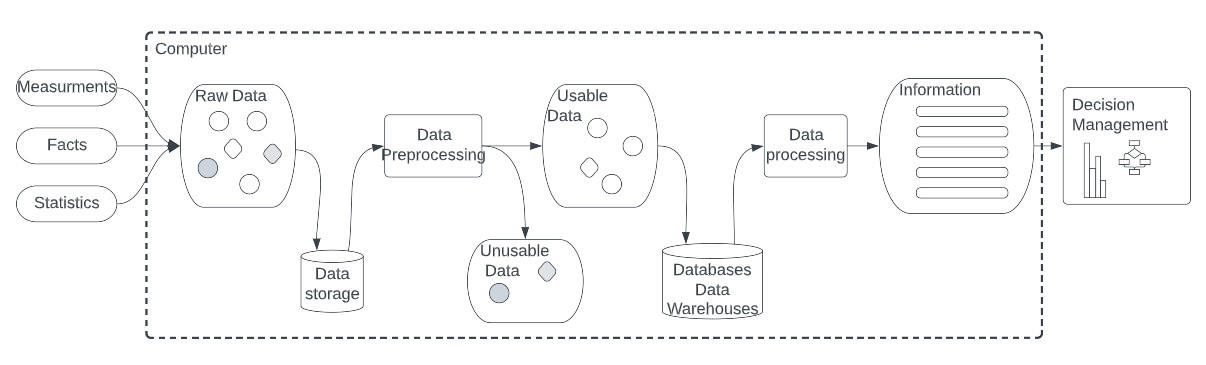 Computer
Measurments
Facts
Statistics
Raw Data
Data
storage
Data
Preprocessing
Usable
Data
Unusable
Data
Databases
Data
Warehouses
Data
processing
Information
Decision
Management